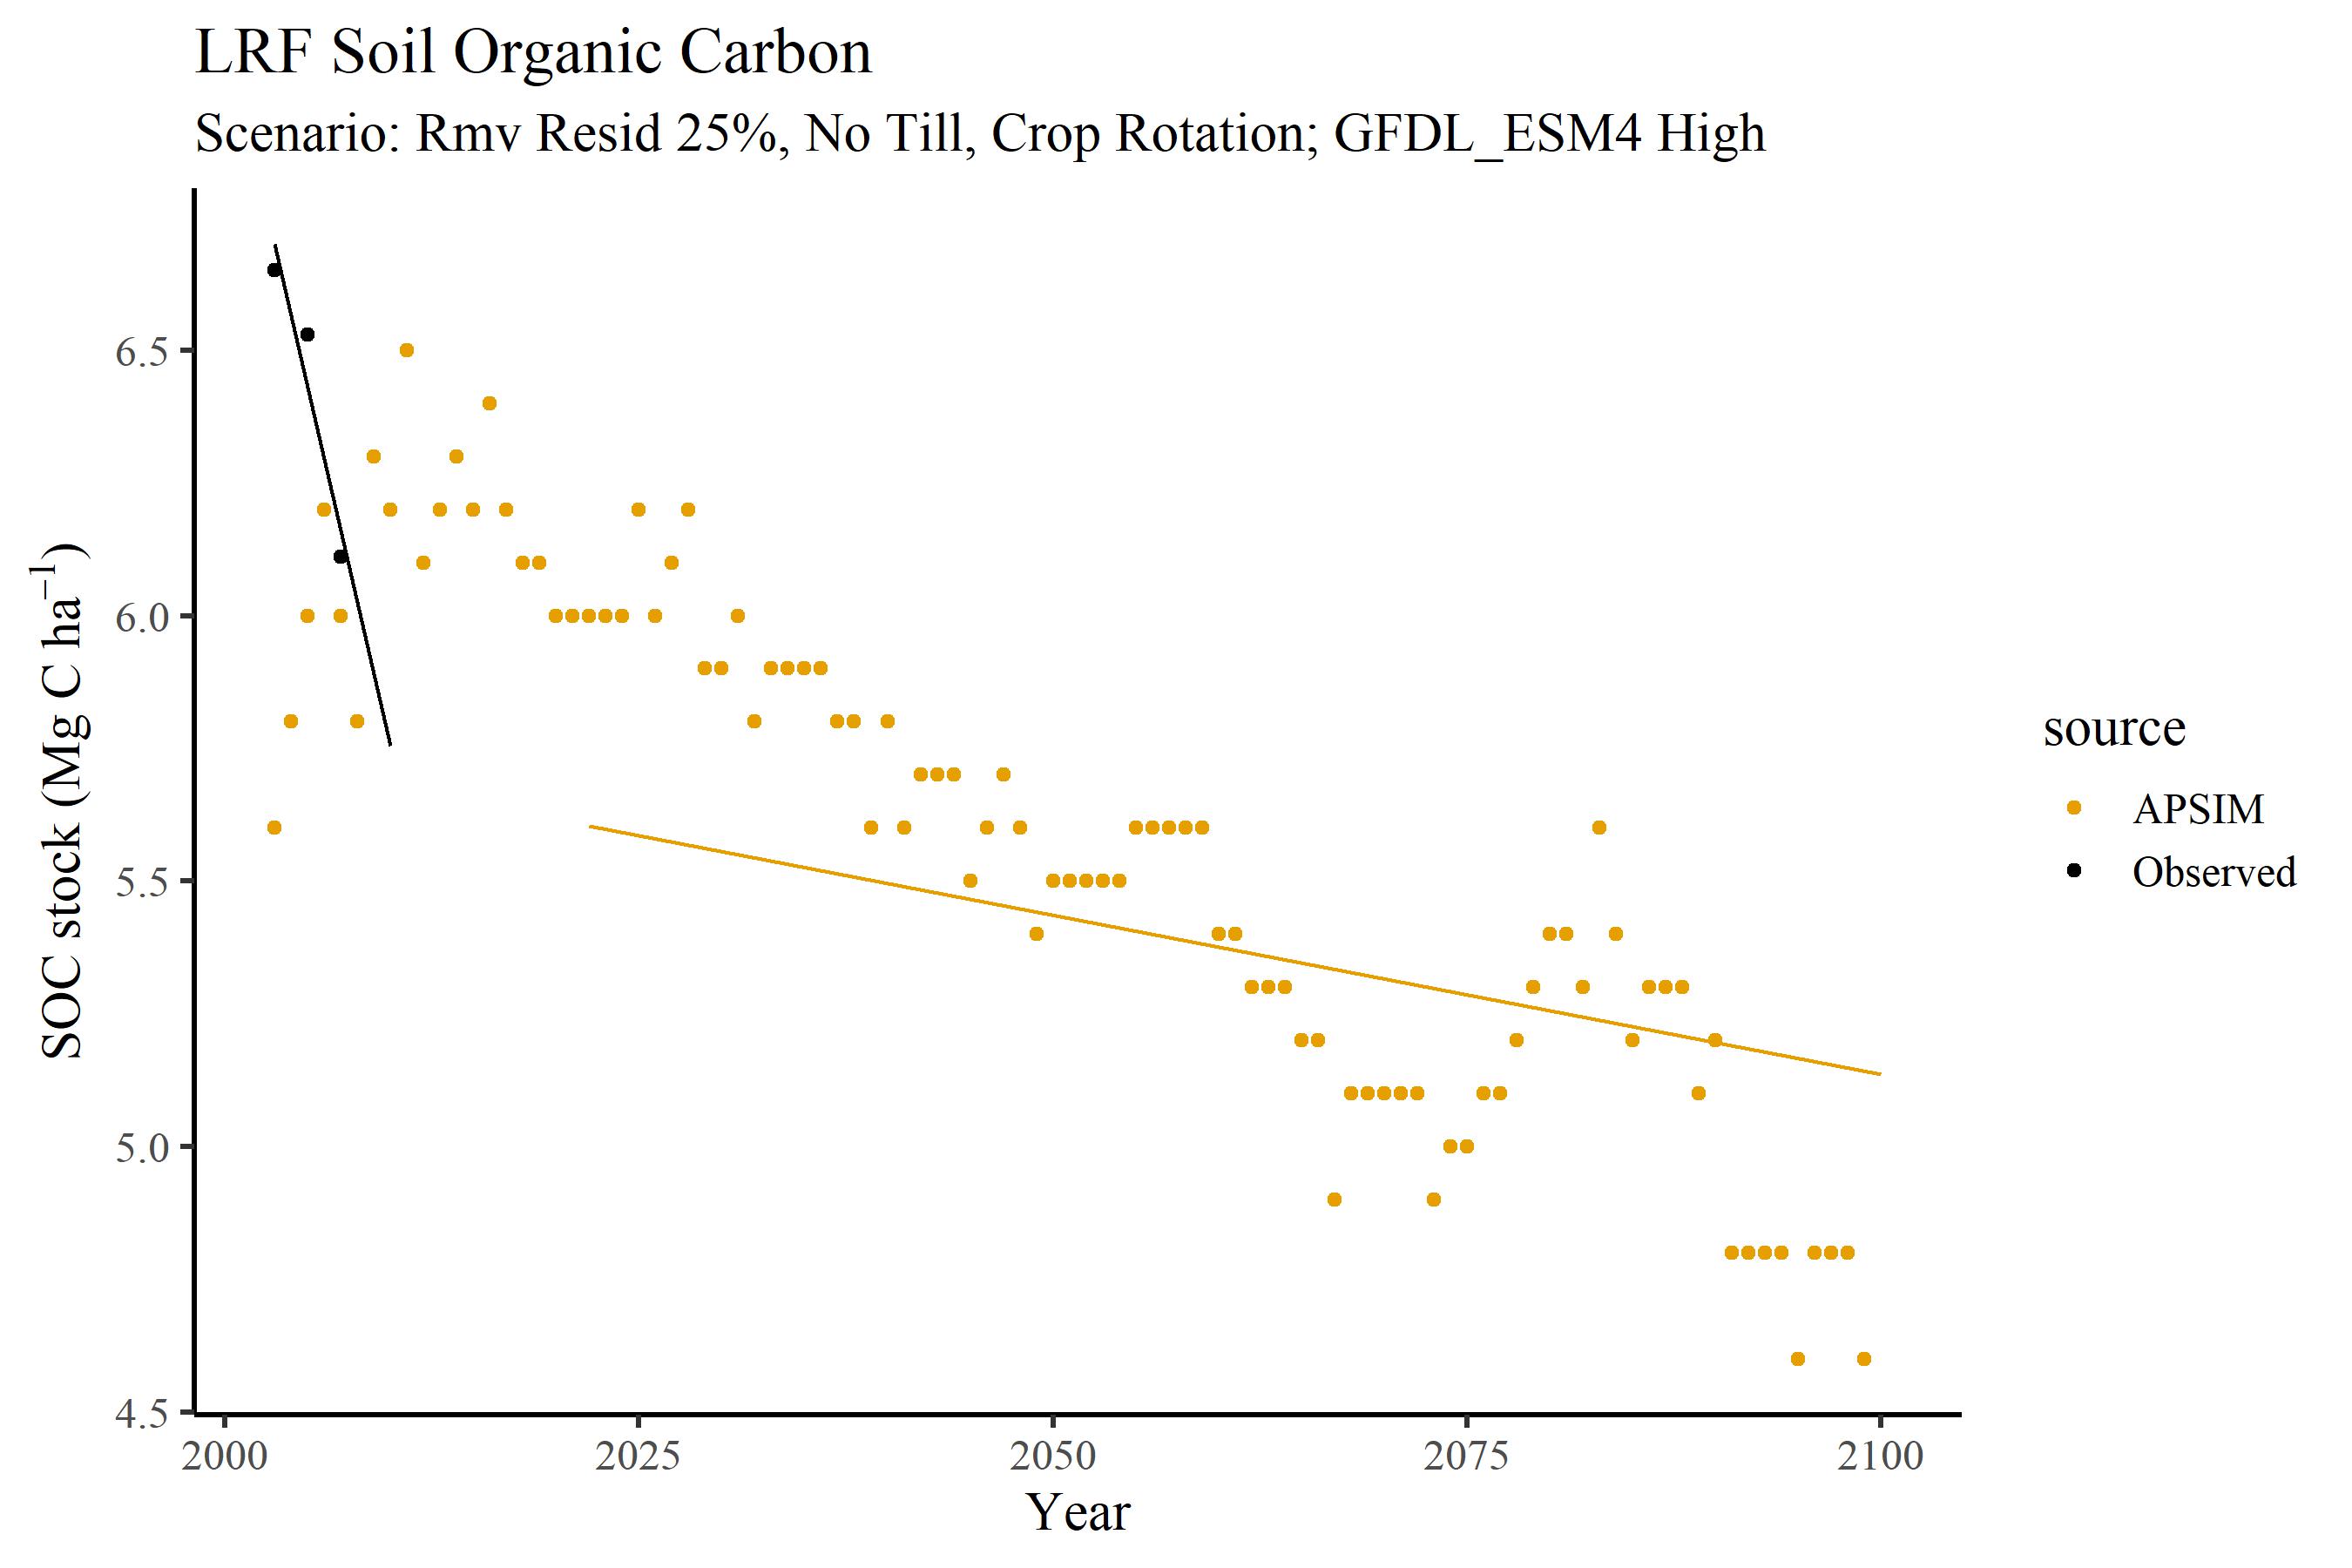 LRF Soil Organic Carbon
Scenario: Rmv Resid 25%, No Till, Crop Rotation; GFDL_ESM4 High
SOC stock (Mg C ha⁻¹)
6.5
6.0
5.5
5.0
4.5
2000 2025 2050 2075 2100
Year
source
APSIM
Observed